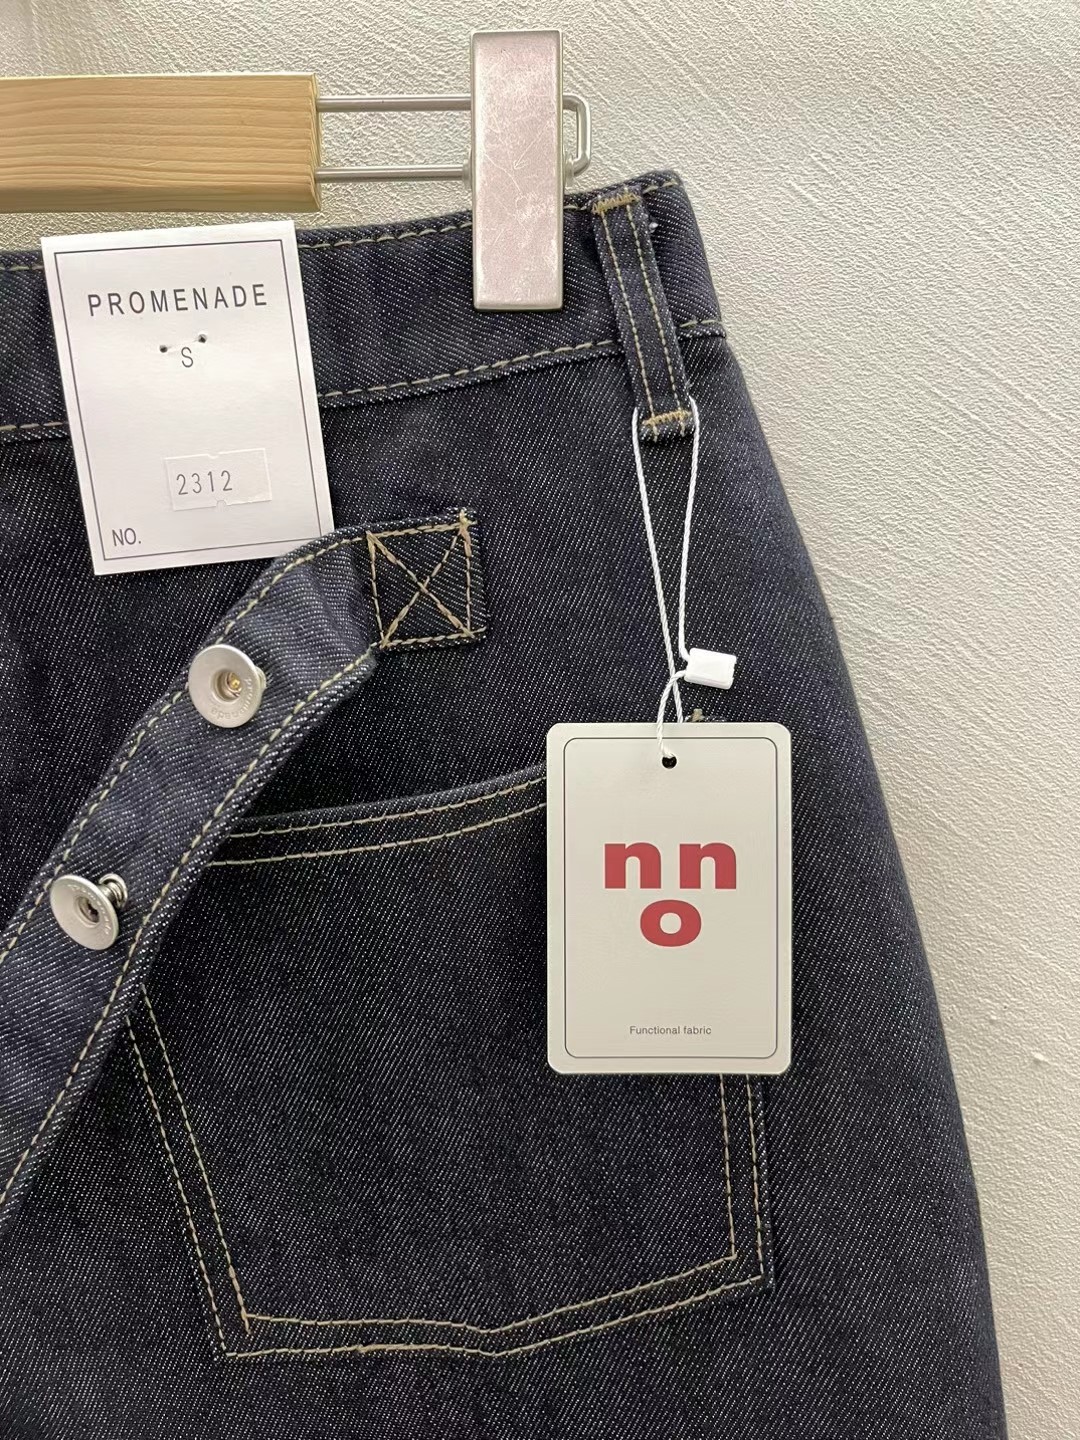 PROMENADE
S
2312
NO.
nn
o
Functional fabric